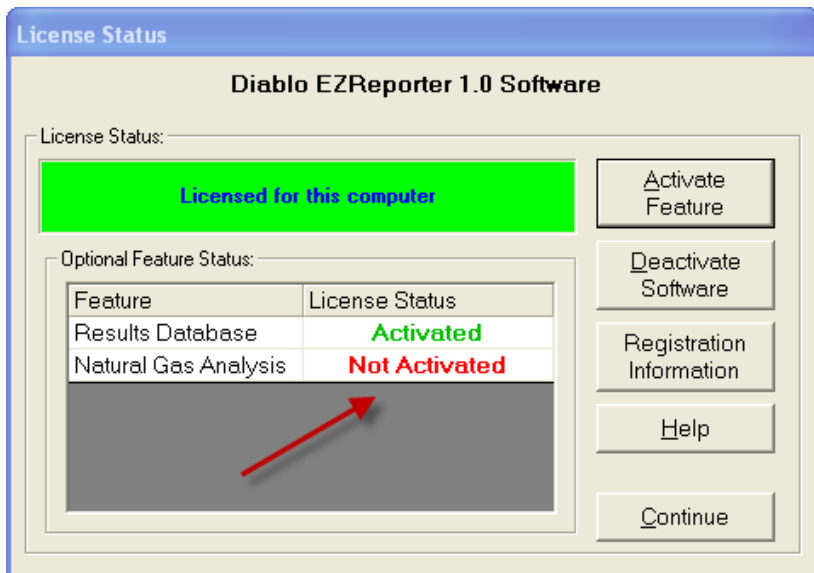 License Status
Diablo EZReporter 1.0 Software
License Status:
Licensed for this computer
Optional Feature Status:
Feature License Status
Results Database Activated
Natural Gas Analysis Not Activated
Activate
Feature
Deactivate
Software
Registration
Information
Help
Continue